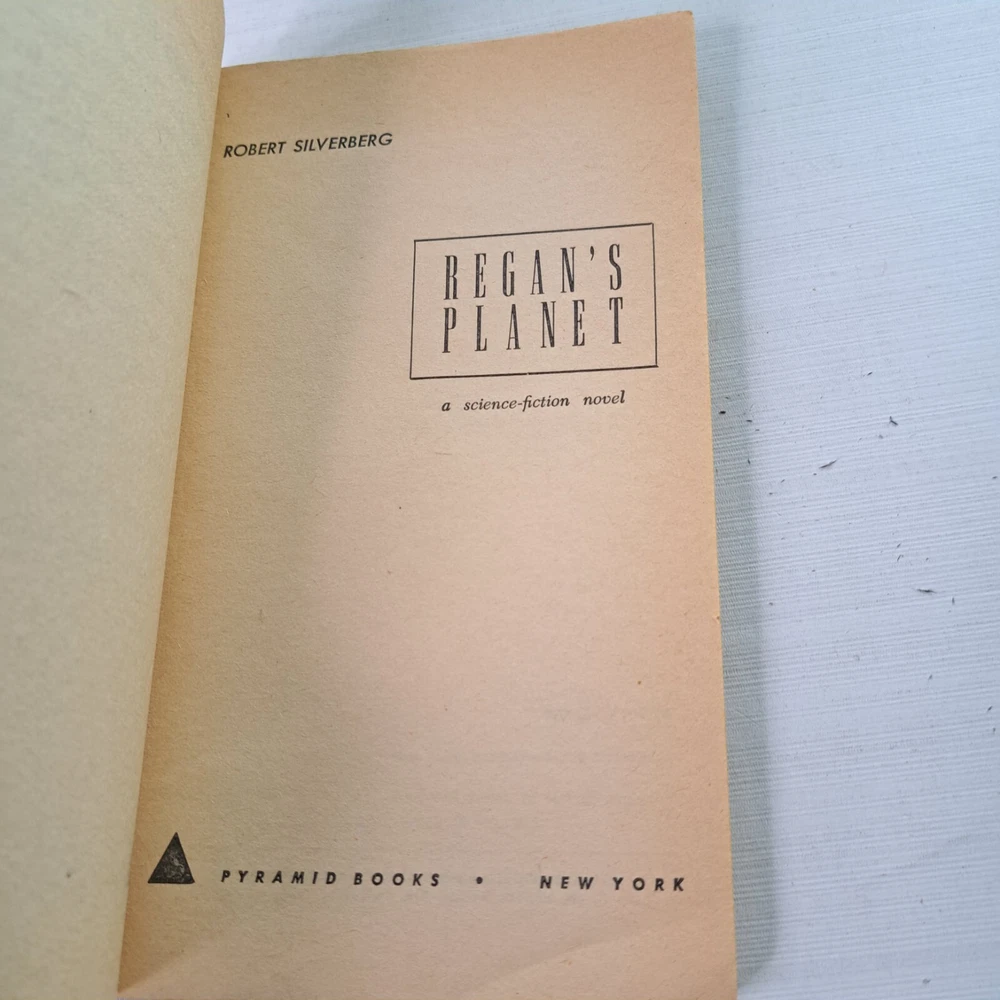 ROBERT SILVERBERG
REGAN'S
PLANET
a science-fiction novel
PYRAMID BOOKS • NEW YORK